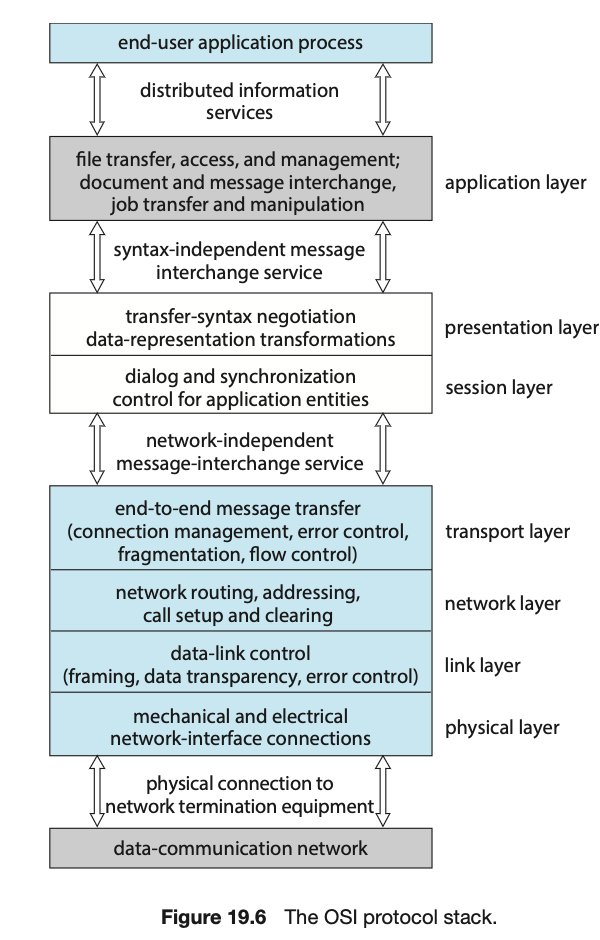 end-user application process
distributed information
services
file transfer, access, and management;
document and message interchange,
job transfer and manipulation
application layer
syntax-independent message
interchange service
transfer-syntax negotiation
data-representation transformations
presentation layer
dialog and synchronization
control for application entities
session layer
network-independent
message-interchange service
end-to-end message transfer
(connection management, error control,
fragmentation, flow control)
transport layer
network routing, addressing,
call setup and clearing
network layer
data-link control
(framing, data transparency, error control)
link layer
mechanical and electrical
network-interface connections
physical layer
physical connection to
network termination equipment
data-communication network
Figure 19.6 The OSI protocol stack.